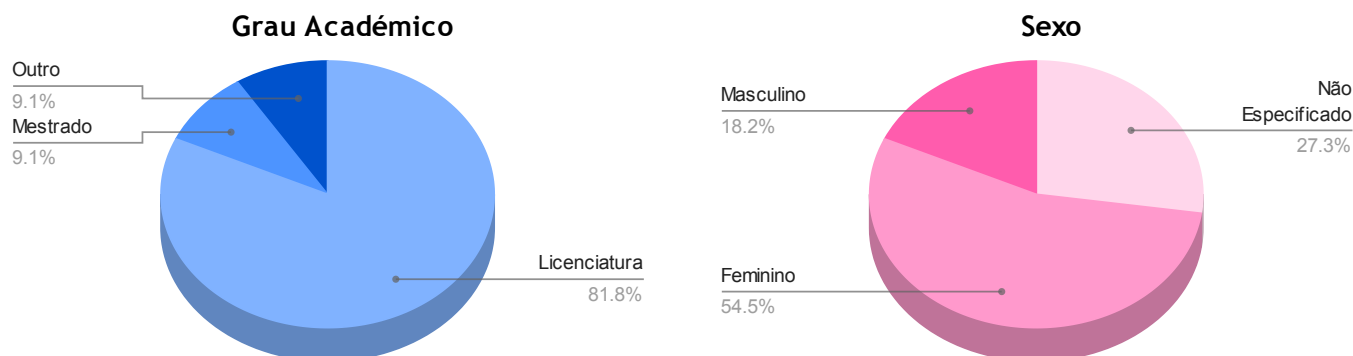 Grau Académico
Outro
9.1%
Mestrado
9.1%
Licenciatura
81.8%
Sexo
Masculino
18.2%
Não
Especificado
27.3%
Feminino
54.5%